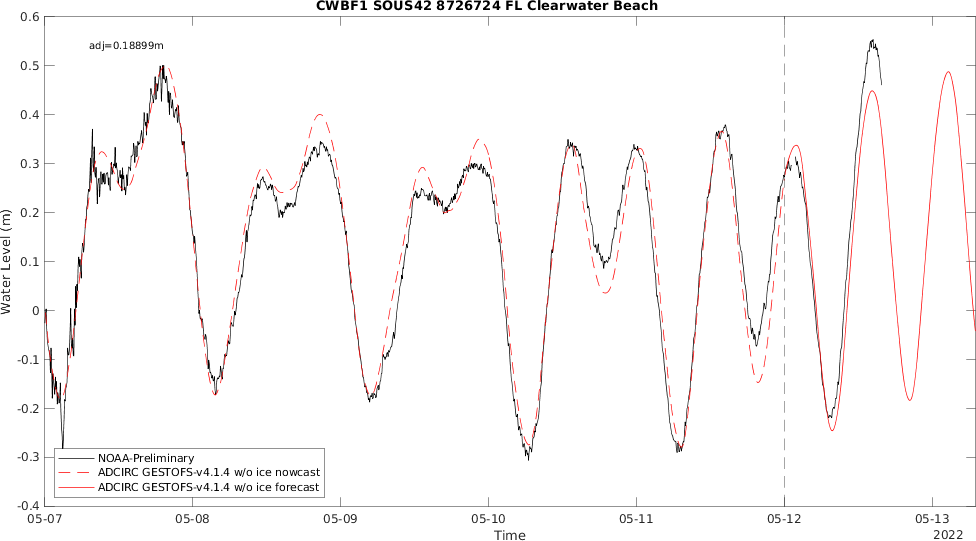 CWBF1 SOUS42 8726724 FL Clearwater Beach
adj=0.18899m
0.6
0.5
0.4
0.3
0.2
0.1
0
-0.1
-0.2
-0.3
-0.4
Water Level (m)
NOAA-Preliminary
ADCIRC GESTOFS-v4.1.4 w/o ice nowcast
ADCIRC GESTOFS-v4.1.4 w/o ice forecast
05-07 05-08 05-09 05-10 05-11 05-12 05-13
Time
2022